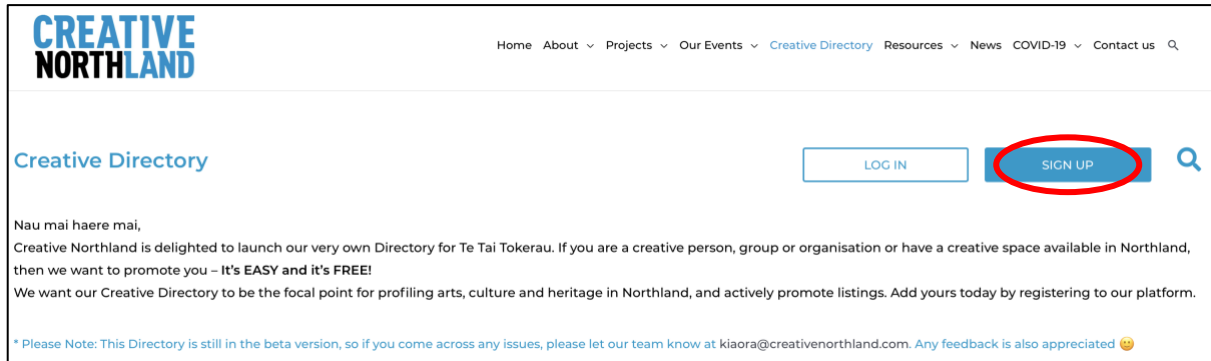 CREATIVE
NORTHLAND
Home About Projects Our Events Creative Directory Resources News COVID-19 Contact us
Creative Directory
LOG IN
SIGN UP
Nau mai haere mai,
Creative Northland is delighted to launch our very own Directory for Te Tai Tokerau. If you are a creative person, group or organisation or have a creative space available in Northland,
then we want to promote you – It's EASY and it's FREE!
We want our Creative Directory to be the focal point for profiling arts, culture and heritage in Northland, and actively promote listings. Add yours today by registering to our platform.
* Please Note: This Directory is still in the beta version, so if you come across any issues, please let our team know at kiaora@creativenorthland.com. Any feedback is also appreciated 🙂